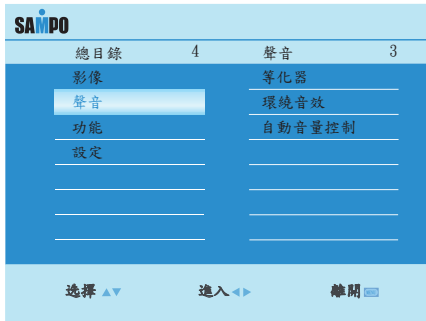 SAMPO
總目錄 4 聲音 3
影像 等化器
聲音 環繞音效
功能 自動音量控制
設定
选擇 ▲▼ 進入 ◀▶ 離開